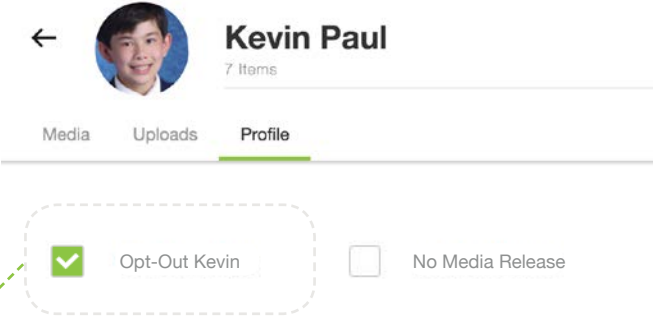 Kevin Paul
7 Items
Media Uploads Profile
Opt-Out Kevin No Media Release